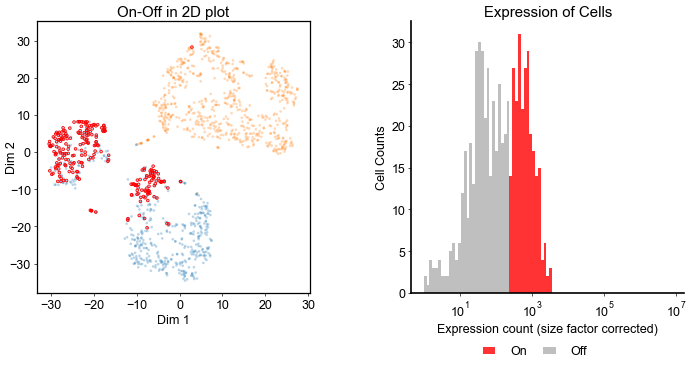 On-Off in 2D plot
Dim 2
30
20
10
0
−10
−20
−30
−30 −20 −10 0 10 20 30
Dim 1
Expression of Cells
Cell Counts
30
25
20
15
10
5
0
10^1 10^3 10^5 10^7
Expression count (size factor corrected)
On Off